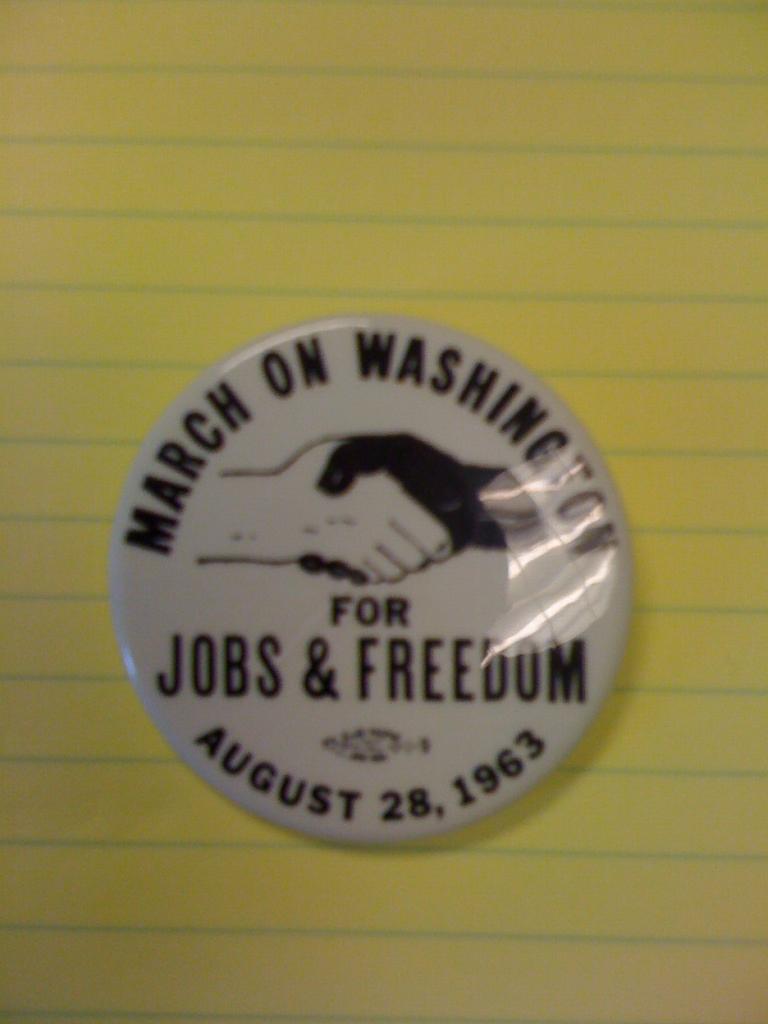 MARCH ON WASHINGTON
FOR
JOBS & FREEDOM
AUGUST 28, 1963